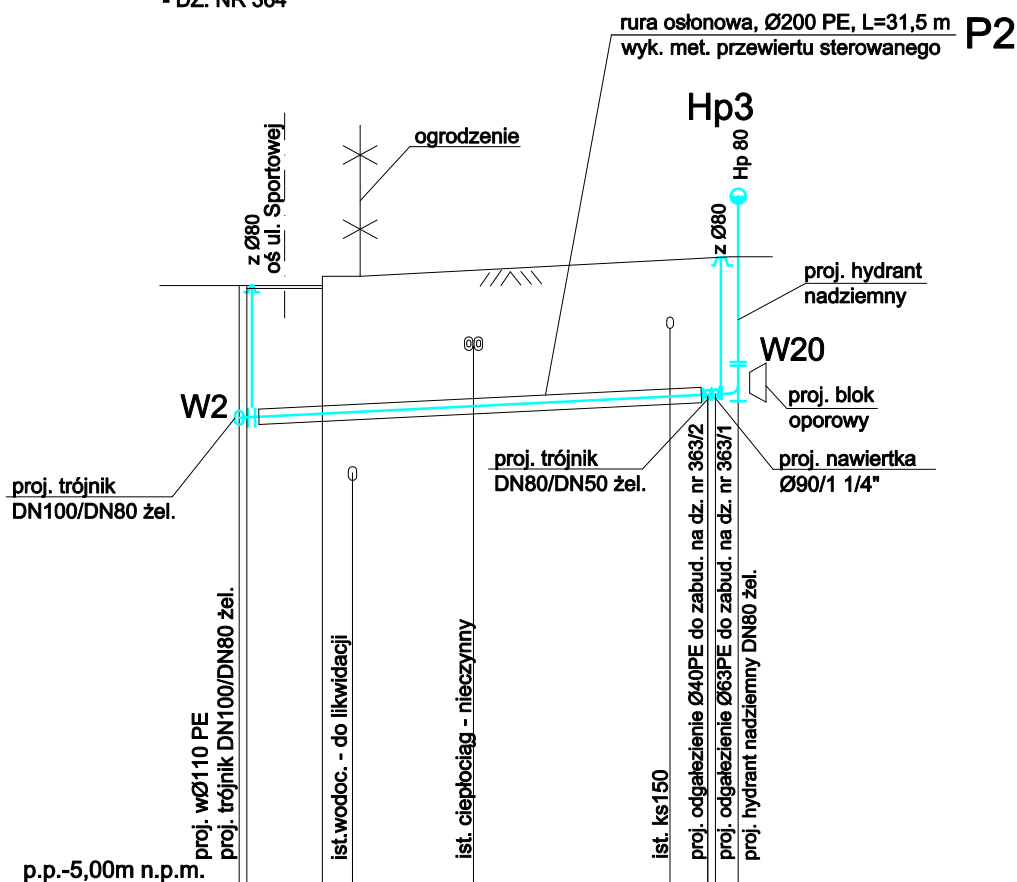 - DZ. NR 364
rura osłonowa, Ø200 PE, L=31,5 m
wyk. met. przewiertu sterowanego
P2
Hp3
Hp 80
ogrodzenie
z Ø80
oś ul. Sportowej
z Ø80
proj. hydrant
nadziemny
W20
W2
proj. blok
oporowy
proj. trójnik
DN80/DN50 żel.
proj. nawiertka
Ø90/1 1/4"
proj. trójnik
DN100/DN80 żel.
proj. wØ110 PE
proj. trójnik DN100/DN80 żel.
ist.wodoc. - do likwidacji
ist. ciepłociąg - nieczynny
ist. ks150
proj. odgałęzienie Ø40PE do zabud. na dz. nr 363/2
proj. odgałęzienie Ø63PE do zabud. na dz. nr 363/1
proj. hydrant nadziemny DN80 żel.
p.p.-5,00m n.p.m.